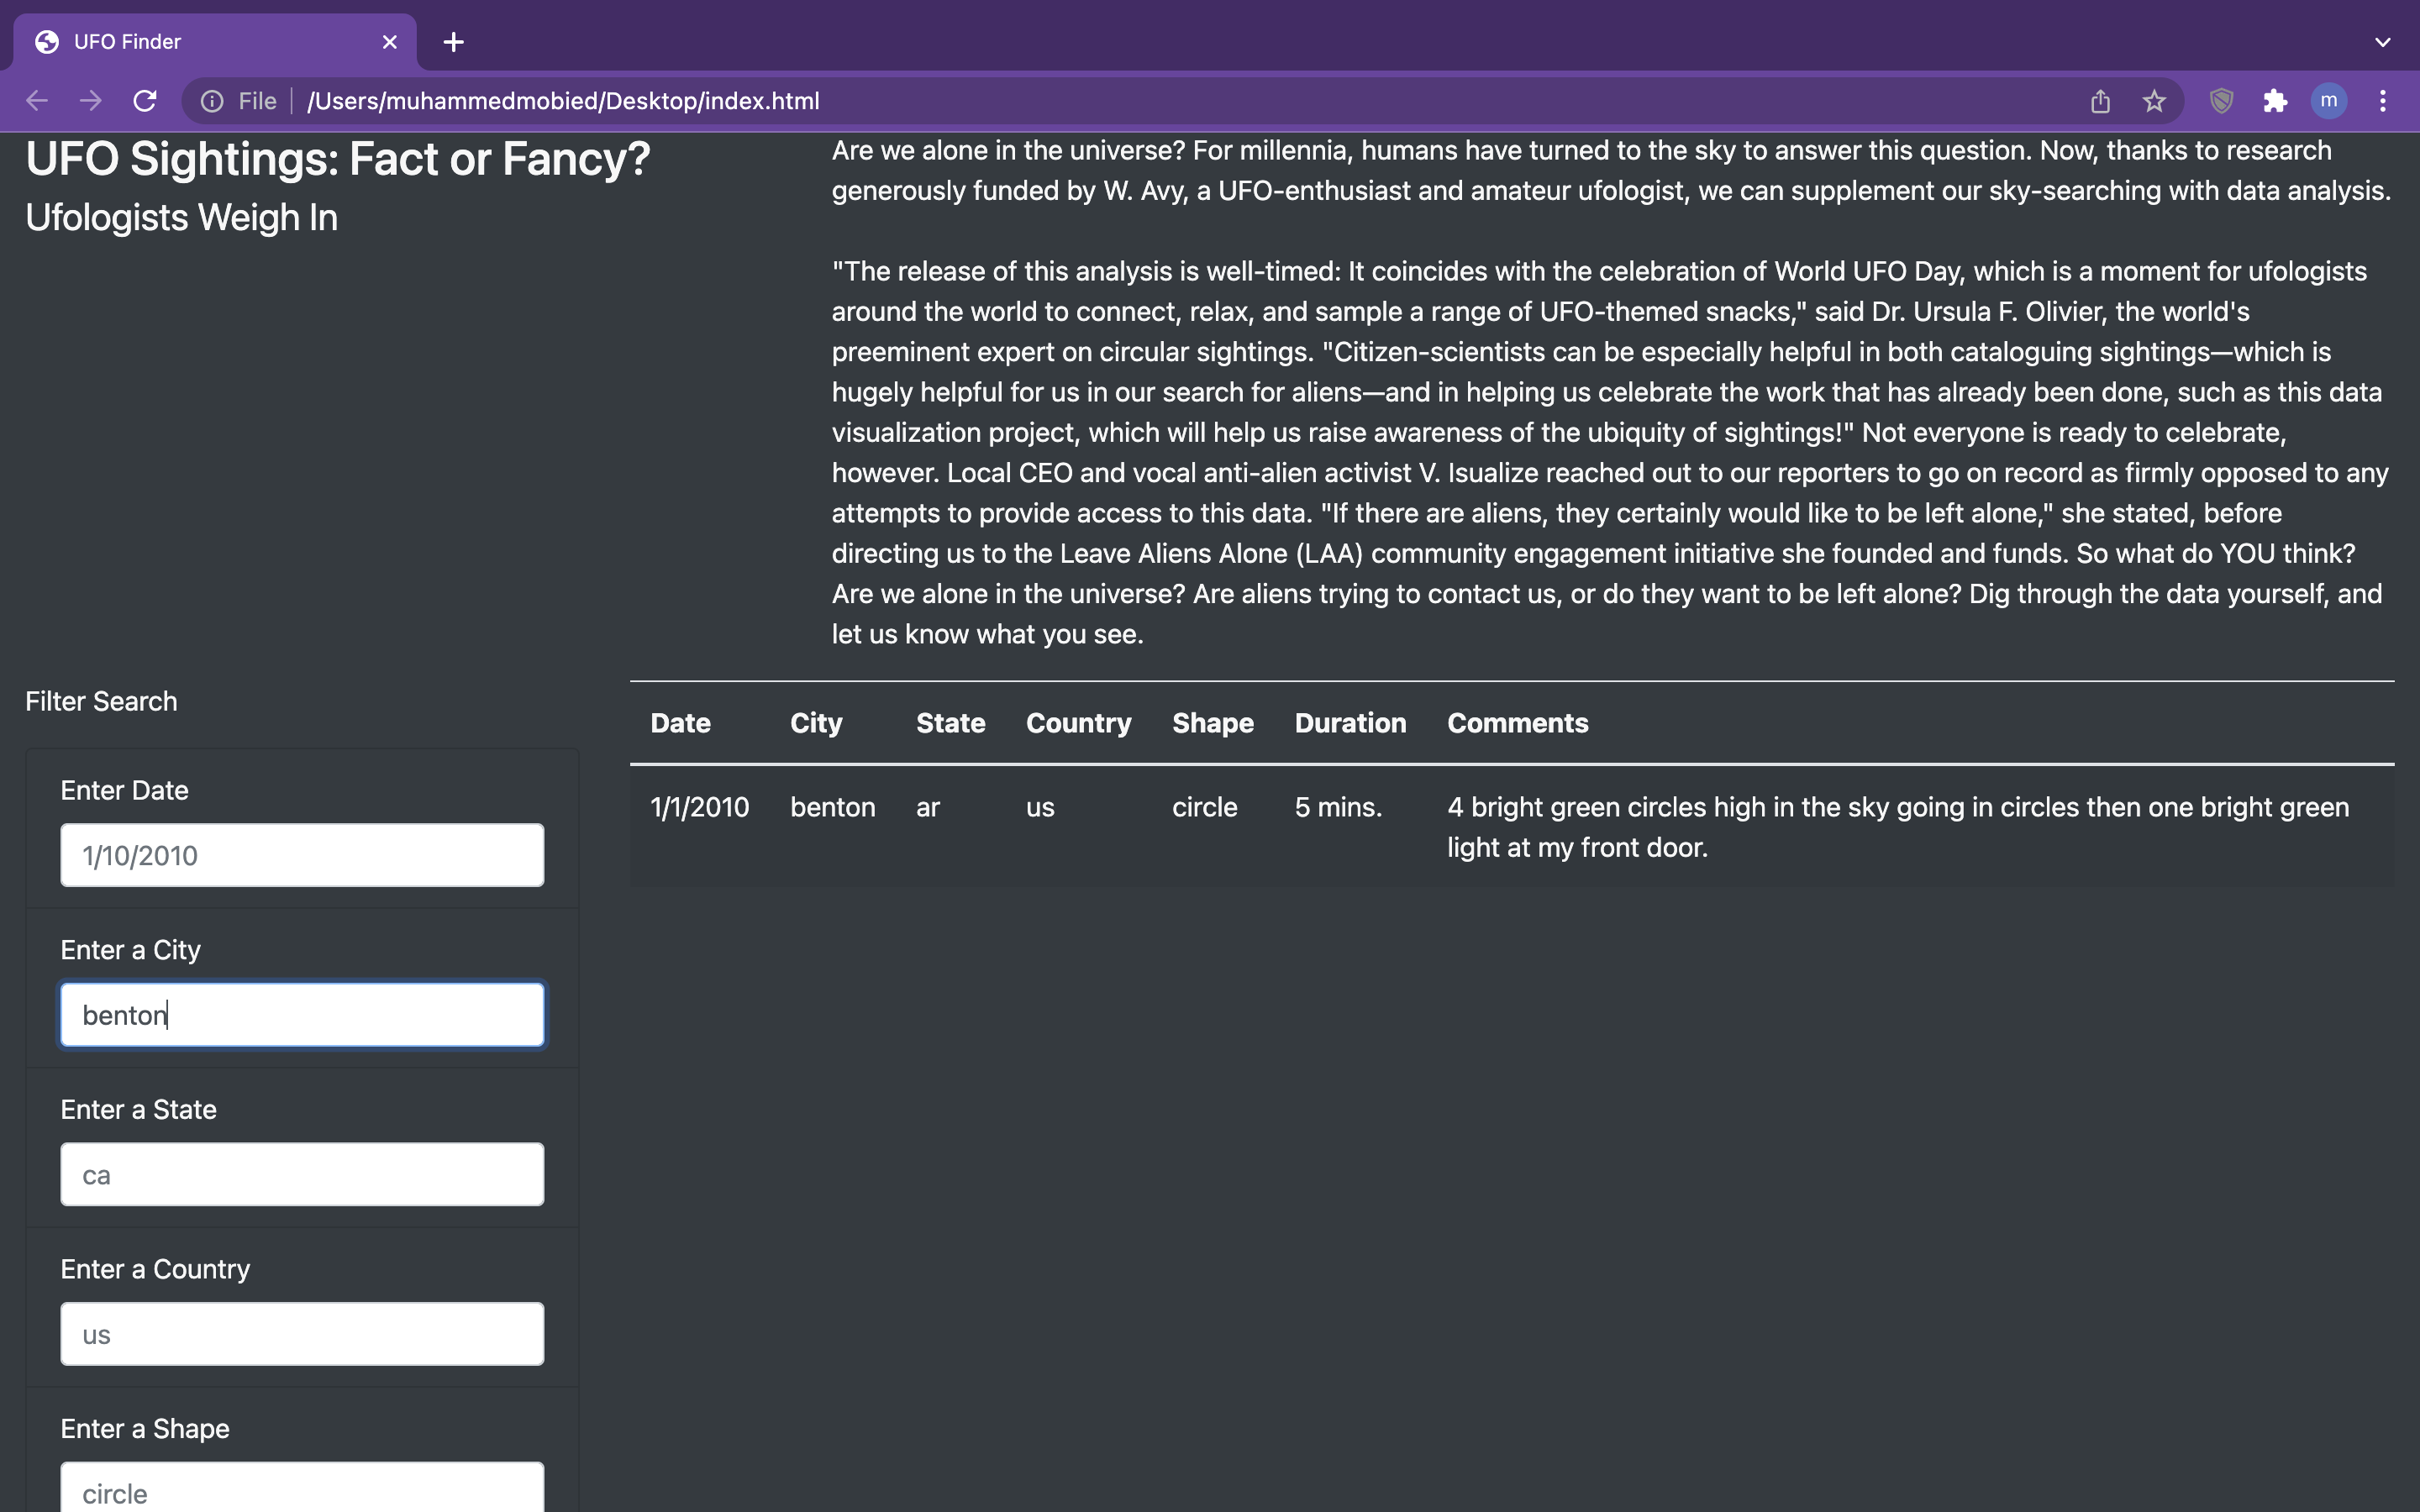 UFO Finder
File
/Users/muhammedmobied/Desktop/index.html
m
UFO Sightings: Fact or Fancy?
Ufologists Weigh In
Are we alone in the universe? For millennia, humans have turned to the sky to answer this question. Now, thanks to research
generously funded by W. Avy, a UFO-enthusiast and amateur ufologist, we can supplement our sky-searching with data analysis.
"The release of this analysis is well-timed: It coincides with the celebration of World UFO Day, which is a moment for ufologists
around the world to connect, relax, and sample a range of UFO-themed snacks," said Dr. Ursula F. Olivier, the world's
preeminent expert on circular sightings. "Citizen-scientists can be especially helpful in both cataloguing sightings—which is
hugely helpful for us in our search for aliens—and in helping us celebrate the work that has already been done, such as this data
visualization project, which will help us raise awareness of the ubiquity of sightings!" Not everyone is ready to celebrate,
however. Local CEO and vocal anti-alien activist V. Isualize reached out to our reporters to go on record as firmly opposed to any
attempts to provide access to this data. "If there are aliens, they certainly would like to be left alone," she stated, before
directing us to the Leave Aliens Alone (LAA) community engagement initiative she founded and funds. So what do YOU think?
Are we alone in the universe? Are aliens trying to contact us, or do they want to be left alone? Dig through the data yourself, and
let us know what you see.
Filter Search
Enter Date
1/10/2010
Enter a City
benton
Enter a State
ca
Enter a Country
us
Enter a Shape
circle
Date City State Country Shape Duration Comments
1/1/2010 benton ar us circle 5 mins. 4 bright green circles high in the sky going in circles then one bright green
light at my front door.